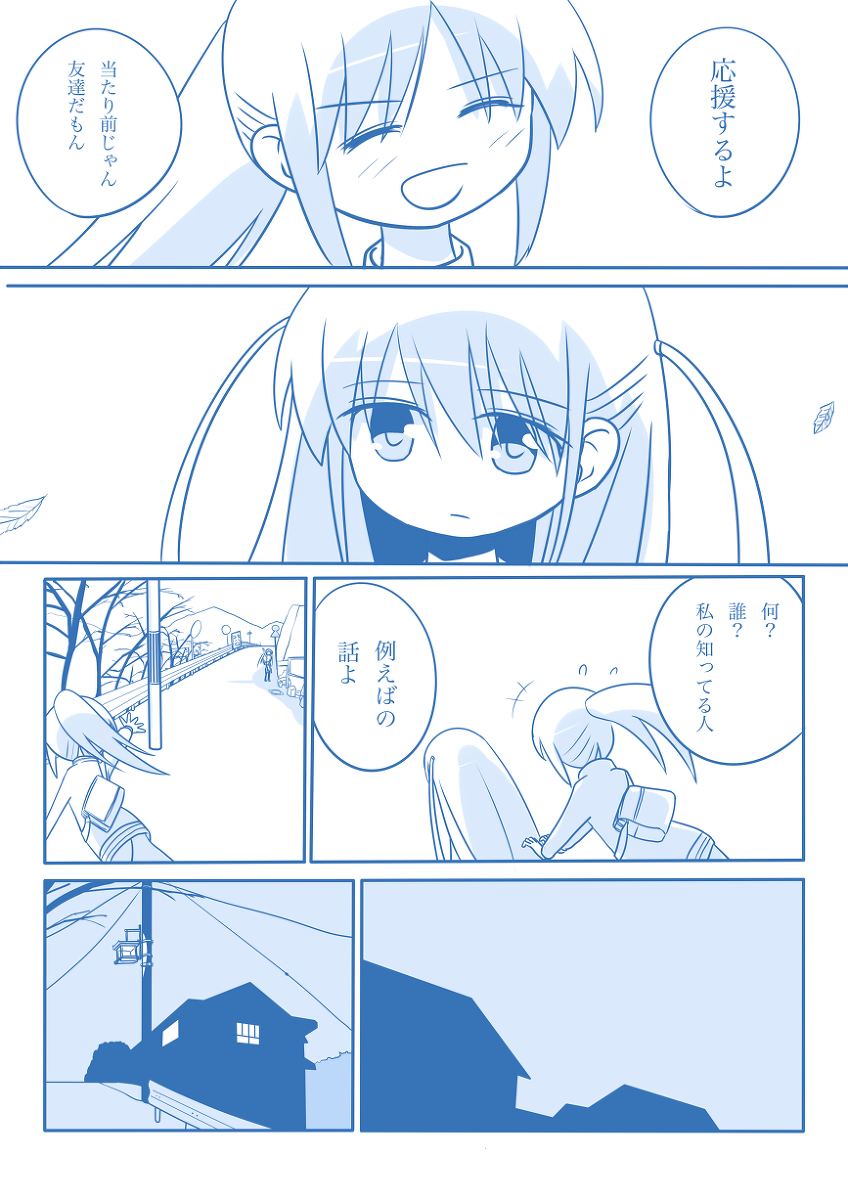 応援するよ
当たり前じゃん
友達だもん
何？
誰？
私の知ってる人
例えばの
話よ